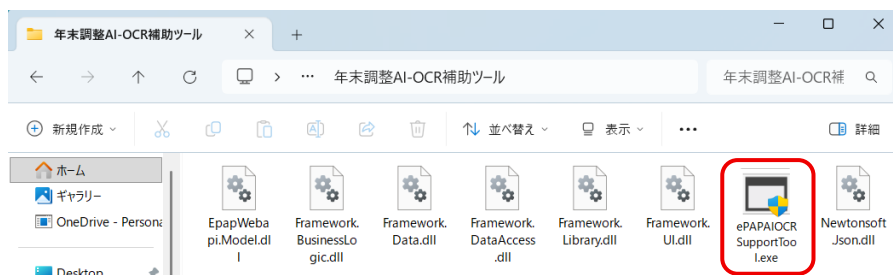 年末調整AI-OCR補助ツール
年末調整AI-OCR補助ツール
年末調整AI-OCR補
新規作成
並べ替え
表示
詳細
ホーム
ギャラリー
OneDrive - Persona
Desktop
EpapWeba
pi.Model.dl
l
Framework.
BusinessLo
gic.dll
Framework.
Data.dll
Framework.
DataAccess
.dll
Framework.
Library.dll
Framework.
UI.dll
ePAPAIOCR
SupportToo
l.exe
Newtonsoft
.Json.dll